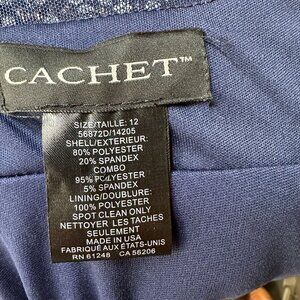 CACHET™
SIZE/TAILLE: 12
56872D/14205
SHELL/EXTERIEUR:
80% POLYESTER
20% SPANDEX
COMBO
95% POLYESTER
5% SPANDEX
LINING/DOUBLURE:
100% POLYESTER
SPOT CLEAN ONLY
NETTOYER LES TACHES
SEULEMENT
MADE IN USA
FABRIQUÉ AUX ÉTATS-UNIS
RN 61248 CA 56206